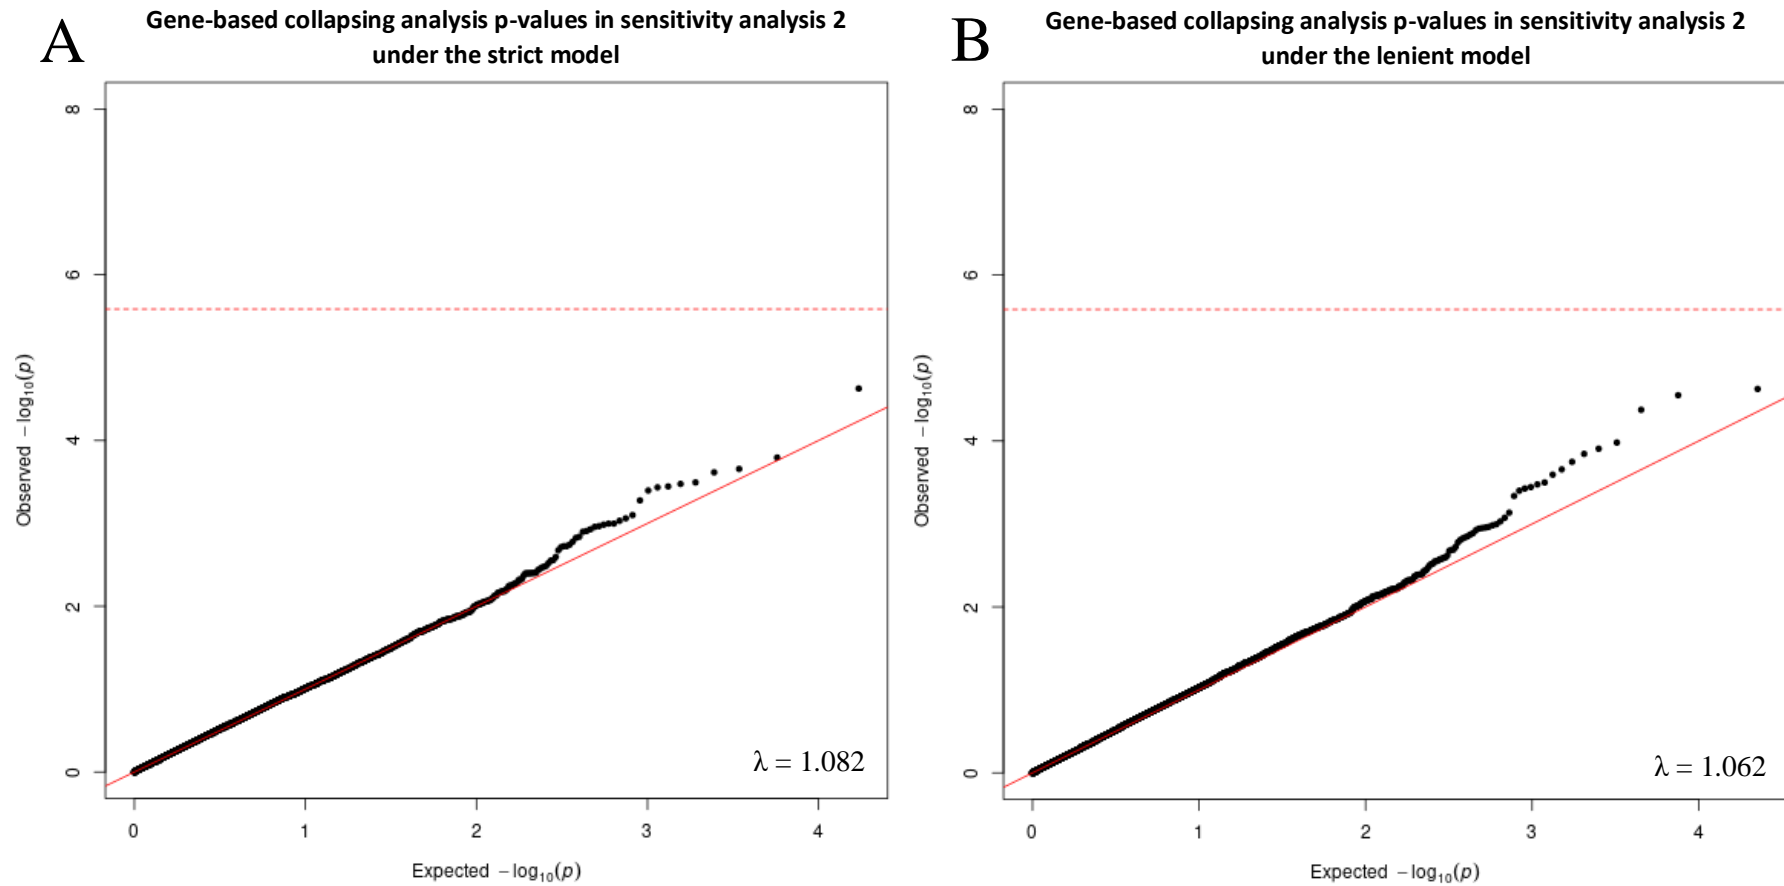 A
Gene-based collapsing analysis p-values in sensitivity analysis 2
under the strict model
8
6
4
2
0
Observed −log10(p)
λ = 1.082
0 1 2 3 4
Expected −log10(p)
B
Gene-based collapsing analysis p-values in sensitivity analysis 2
under the lenient model
8
6
4
2
0
Observed −log10(p)
λ = 1.062
0 1 2 3 4
Expected −log10(p)